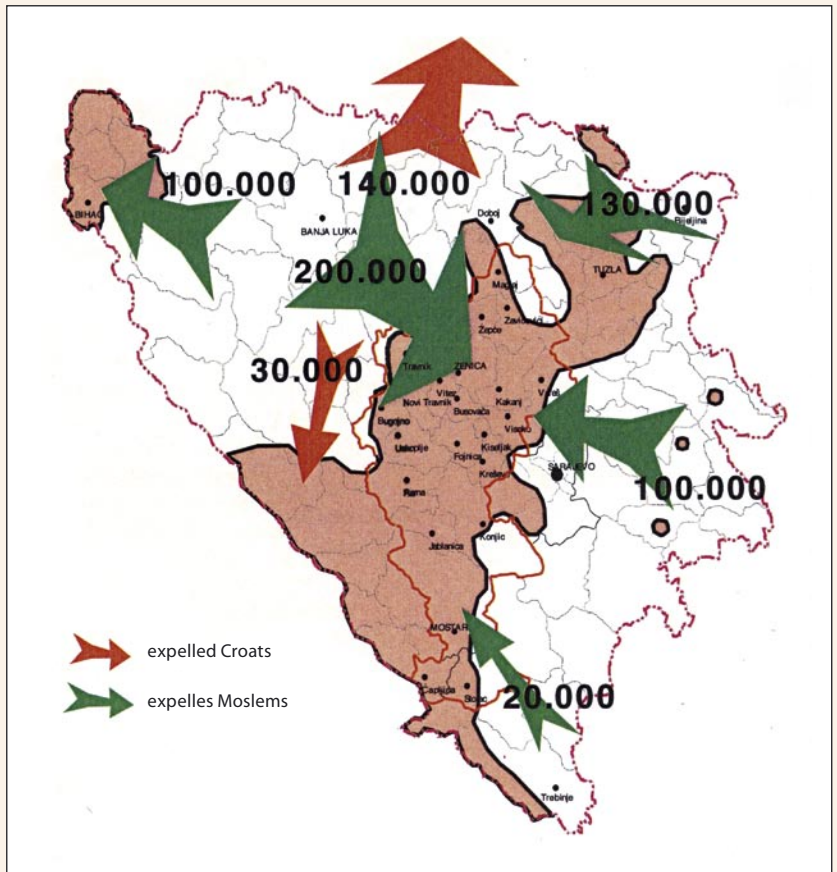 100.000
140.000
130.000
BIHAĆ
BANJA LUKA
Doboj
Bijeljina
200.000
TUZLA
Maglaj
Zavidovići
Žepče
30.000
Travnik
ZENICA
Vitez
Novi Travnik
Busovača
Kakanj
Vareš
Bugojno
Visoko
Uskoplje
Fojnica
Kiseljak
Kreševo
SARAJEVO
Rama
100.000
Jablanica
Konjic
MOSTAR
expelled Croats
Čapljina
Stolac
20.000
expelles Moslems
Trebinje